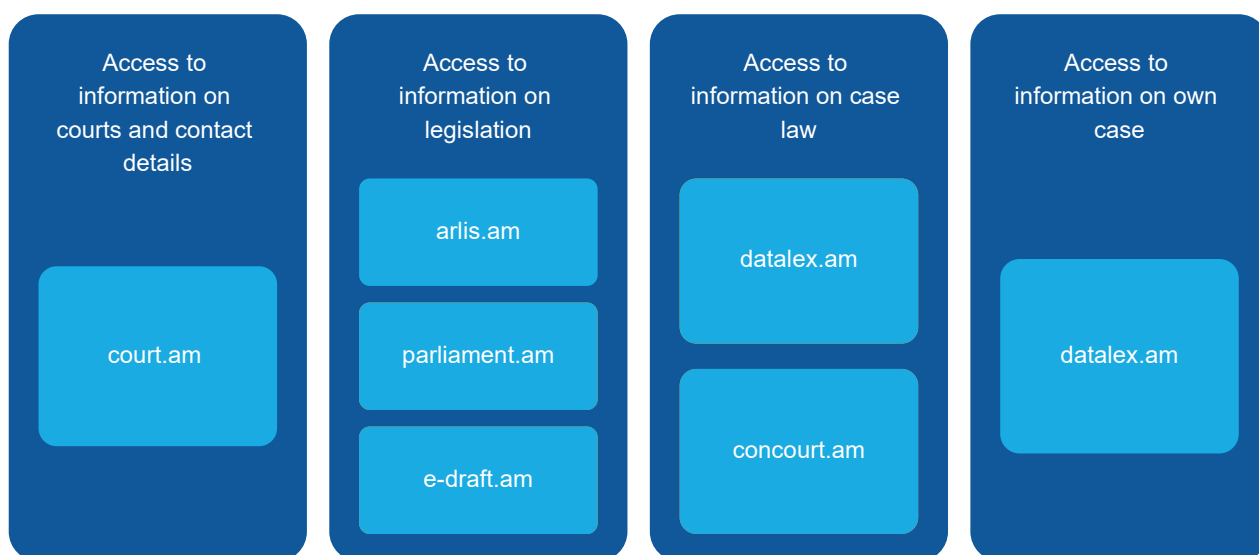 Access to
information on
courts and contact
details
court.am
Access to
information on
legislation
arlis.am
parliament.am
e-draft.am
Access to
information on case
law
datalex.am
concourt.am
Access to
information on own
case
datalex.am